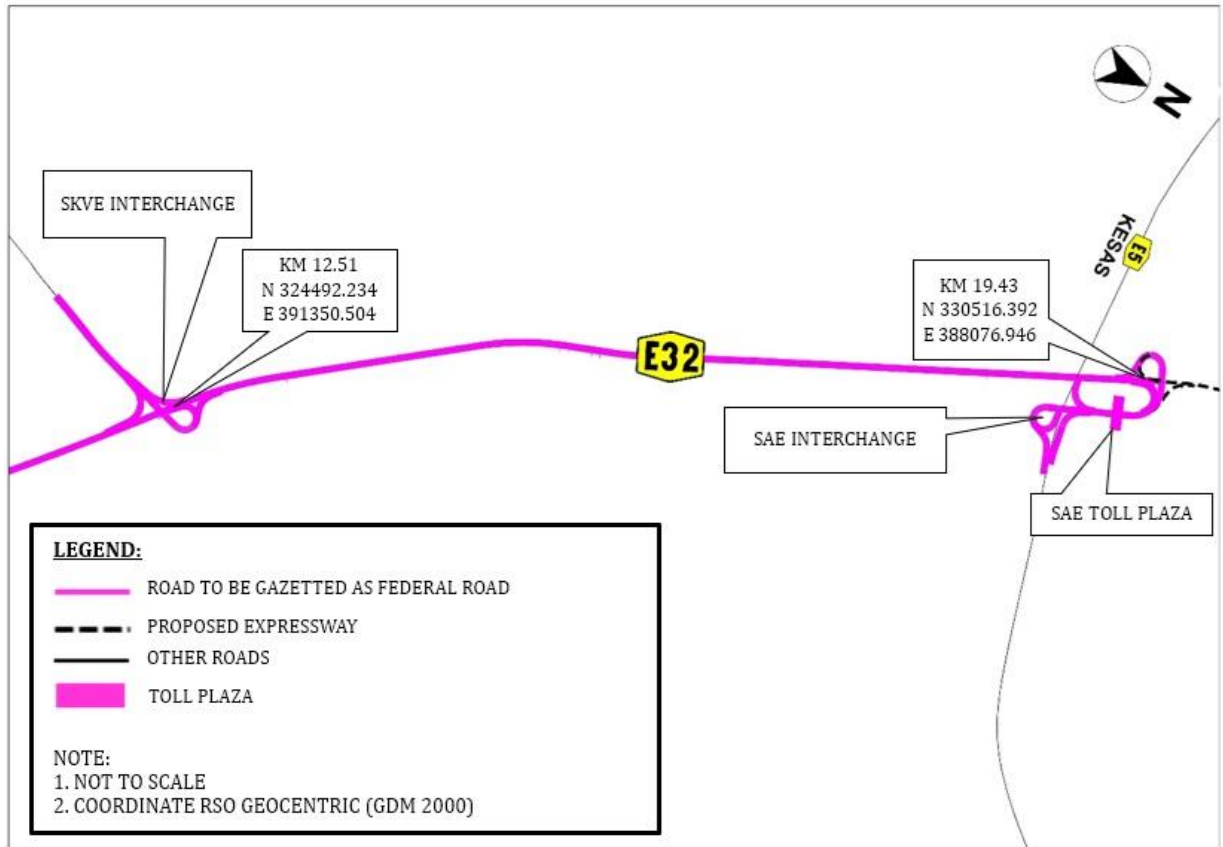 N
SKVE INTERCHANGE
KM 12.51
N 324492.234
E 391350.504
E5
KESAS
KM 19.43
N 330516.392
E 388076.946
E32
SAE INTERCHANGE
SAE TOLL PLAZA
LEGEND:
ROAD TO BE GAZETTED AS FEDERAL ROAD
PROPOSED EXPRESSWAY
OTHER ROADS
TOLL PLAZA
NOTE:
1. NOT TO SCALE
2. COORDINATE RSO GEOCENTRIC (GDM 2000)